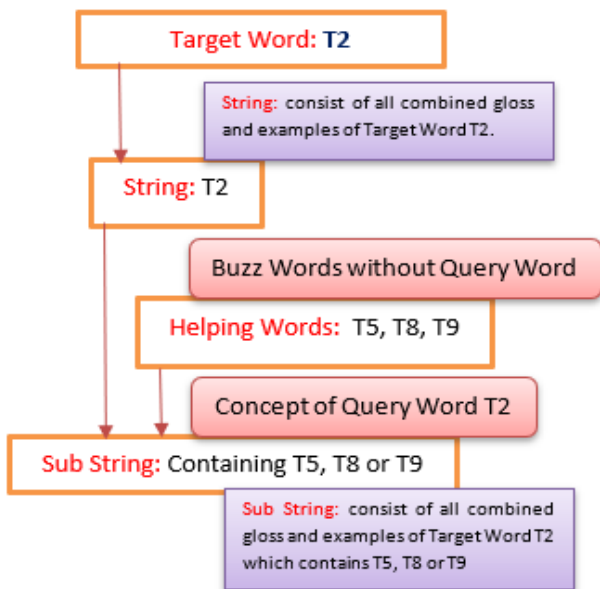 Target Word: T2
String: consist of all combined gloss
and examples of Target Word T2.
String: T2
Buzz Words without Query Word
Helping Words: T5, T8, T9
Concept of Query Word T2
Sub String: Containing T5, T8 or T9
Sub String: consist of all combined
gloss and examples of Target Word T2
which contains T5, T8 or T9